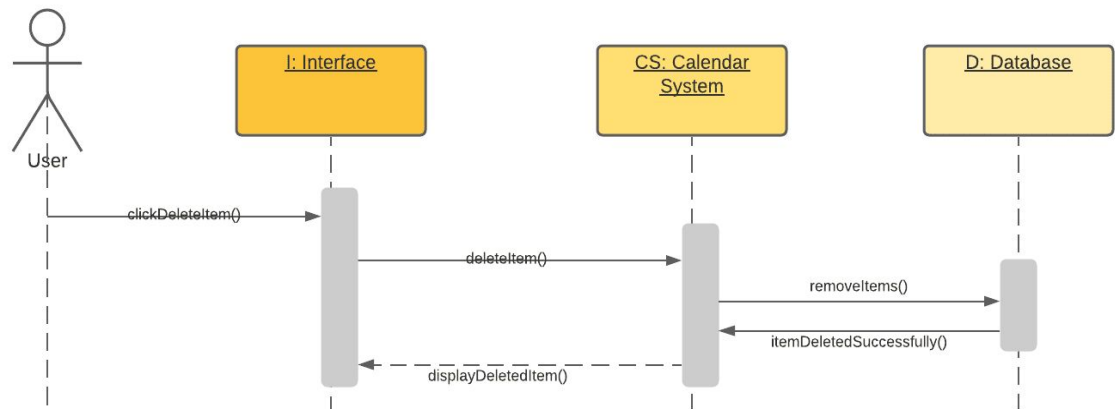 I: Interface
CS: Calendar
System
D: Database
User
clickDeleteItem()
deleteItem()
removeItems()
itemDeletedSuccessfully()
displayDeletedItem()